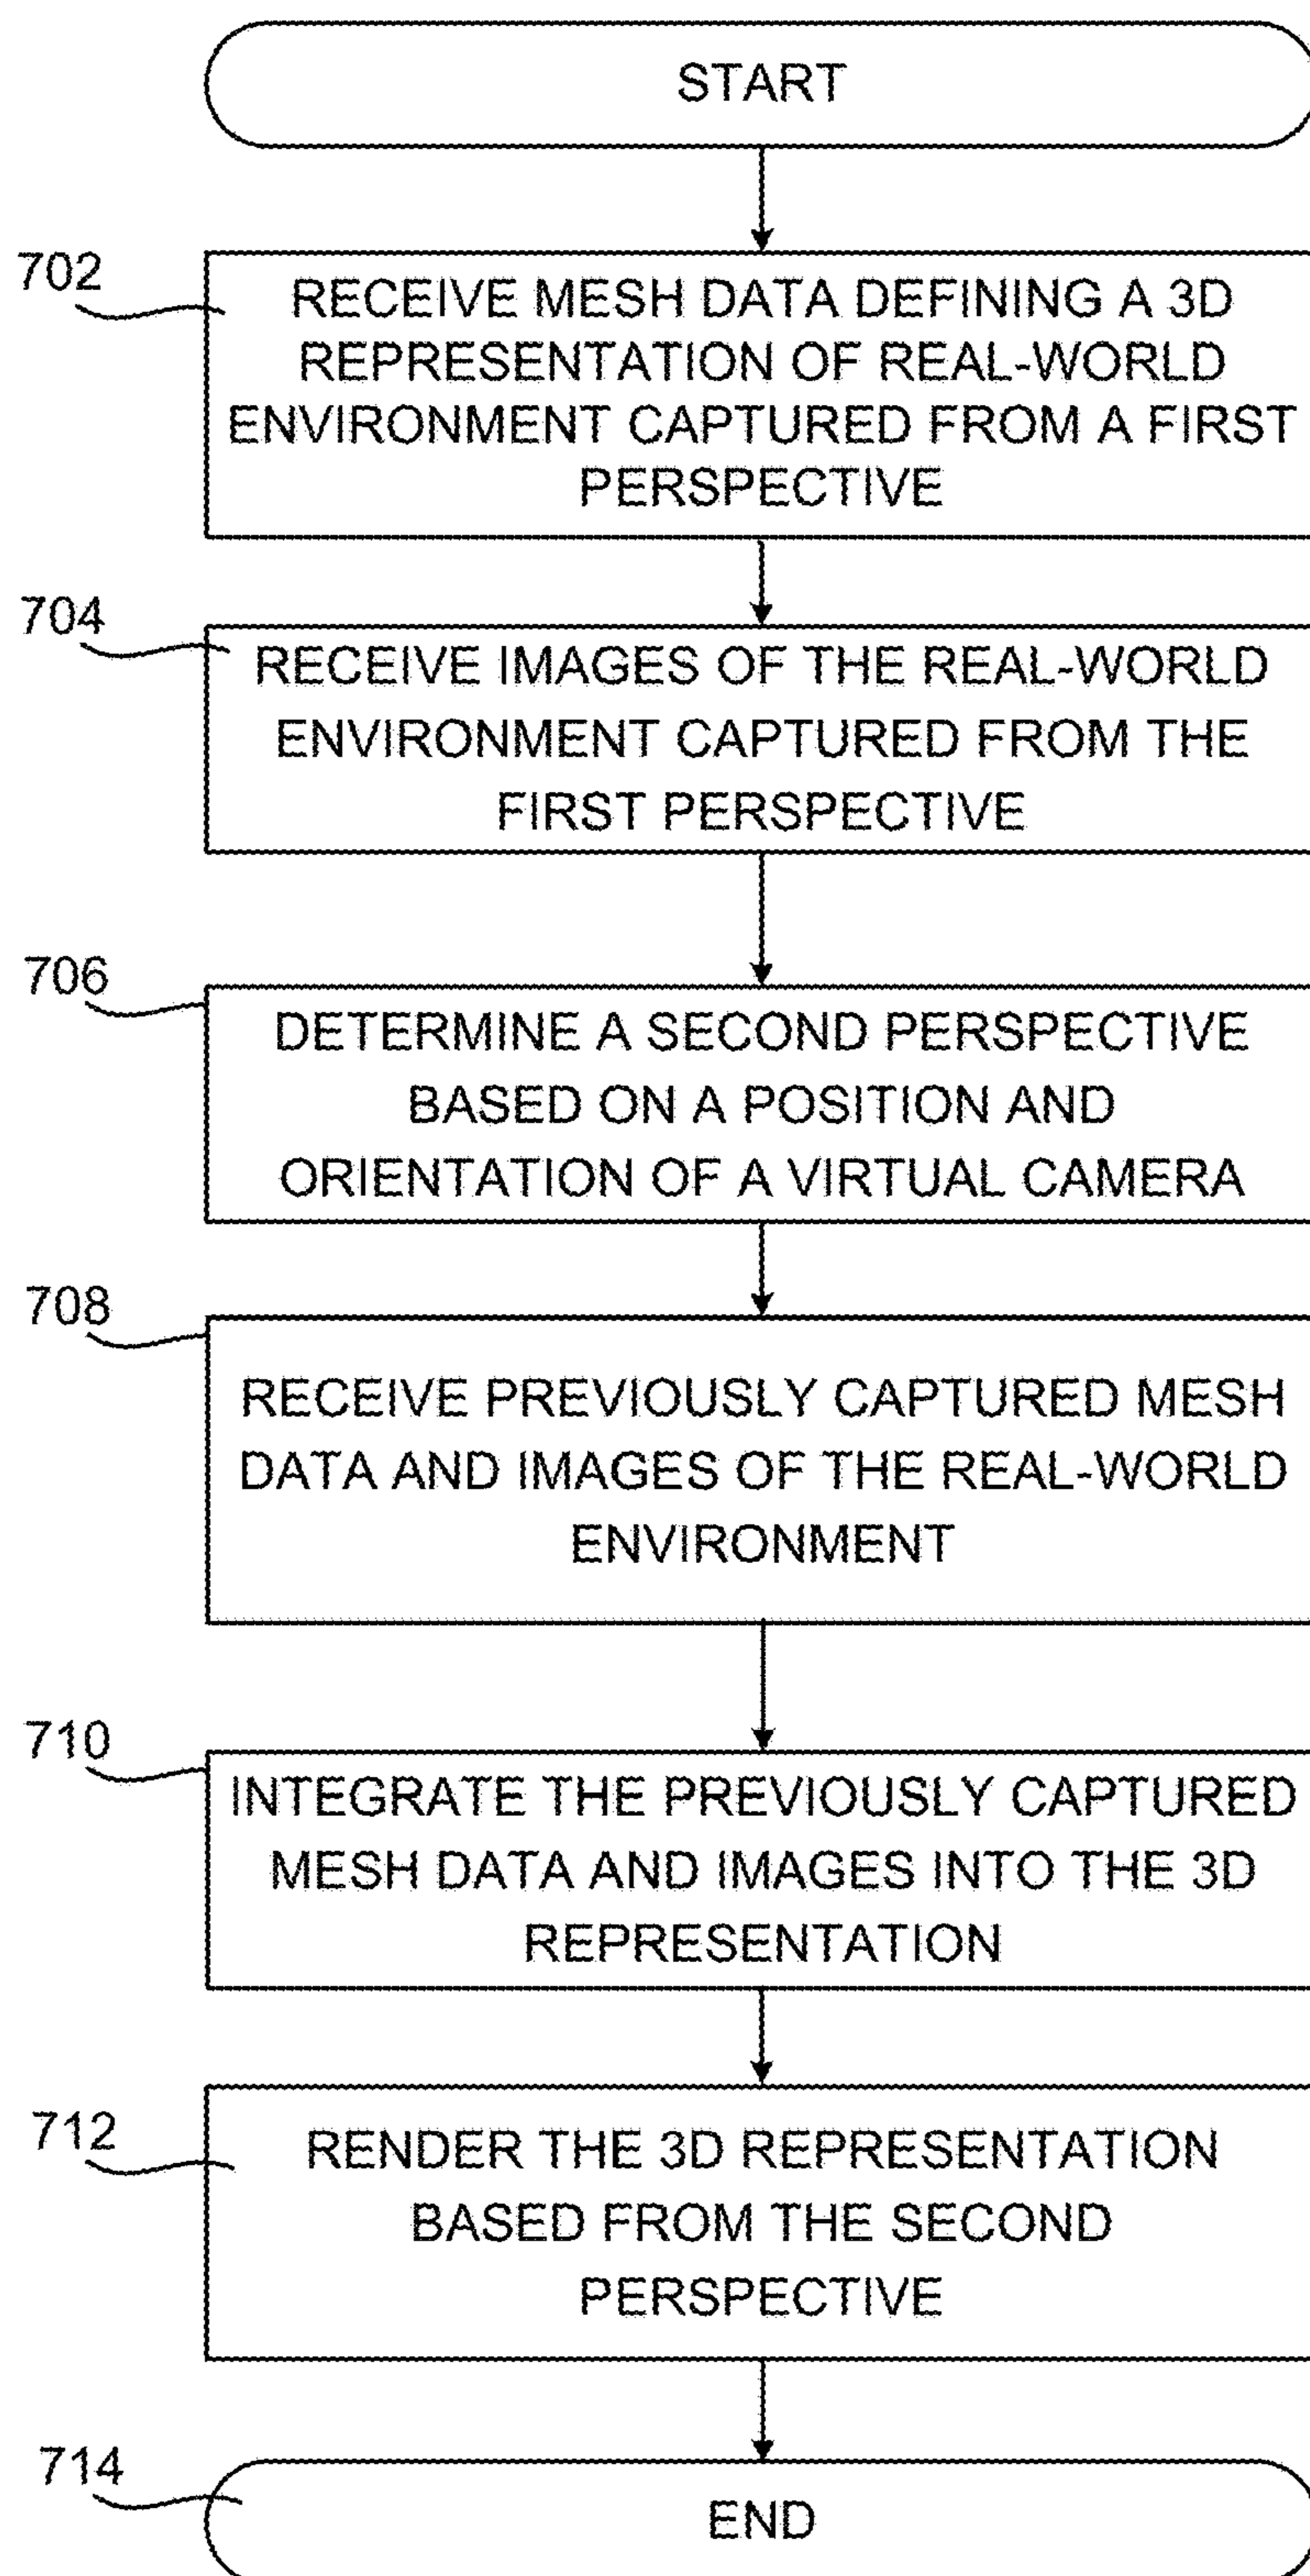 START
702
RECEIVE MESH DATA DEFINING A 3D
REPRESENTATION OF REAL-WORLD
ENVIRONMENT CAPTURED FROM A FIRST
PERSPECTIVE
704
RECEIVE IMAGES OF THE REAL-WORLD
ENVIRONMENT CAPTURED FROM THE
FIRST PERSPECTIVE
706
DETERMINE A SECOND PERSPECTIVE
BASED ON A POSITION AND
ORIENTATION OF A VIRTUAL CAMERA
708
RECEIVE PREVIOUSLY CAPTURED MESH
DATA AND IMAGES OF THE REAL-WORLD
ENVIRONMENT
710
INTEGRATE THE PREVIOUSLY CAPTURED
MESH DATA AND IMAGES INTO THE 3D
REPRESENTATION
712
RENDER THE 3D REPRESENTATION
BASED FROM THE SECOND
PERSPECTIVE
714
END